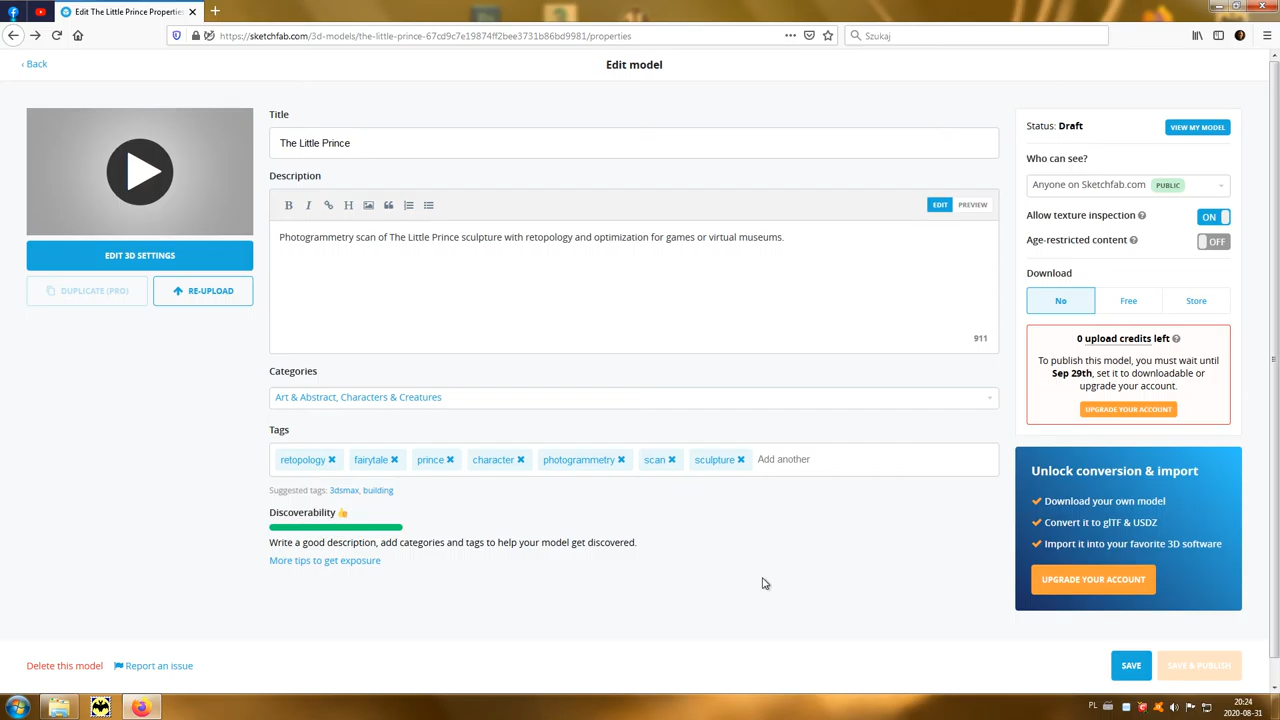 Edit The Little Prince Properties
https://sketchfab.com/3d-models/the-little-prince-67cd9c7e19874ff2bee3731b86bd9981/properties
Szukaj
‹ Back
Edit model
EDIT 3D SETTINGS
DUPLICATE (PRO)
RE-UPLOAD
Title
The Little Prince
Description
B I H
EDIT
PREVIEW
Photogrammetry scan of The Little Prince sculpture with retopology and optimization for games or virtual museums.
911
Categories
Art & Abstract, Characters & Creatures
Tags
retopology ✖ fairytale ✖ prince ✖ character ✖ photogrammetry ✖ scan ✖ sculpture ✖ Add another
Suggested tags: 3dsmax, building
Discoverability 👍
Write a good description, add categories and tags to help your model get discovered.
More tips to get exposure
Status: Draft
VIEW MY MODEL
Who can see?
Anyone on Sketchfab.com PUBLIC
Allow texture inspection ?
ON
Age-restricted content ?
OFF
Download
No
Free
Store
0 upload credits left ?
To publish this model, you must wait until
Sep 29th, set it to downloadable or
upgrade your account.
UPGRADE YOUR ACCOUNT
Unlock conversion & import
Download your own model
Convert it to glTF & USDZ
Import it into your favorite 3D software
UPGRADE YOUR ACCOUNT
Delete this model
Report an issue
SAVE
SAVE & PUBLISH
PL
20:24
2020-08-31